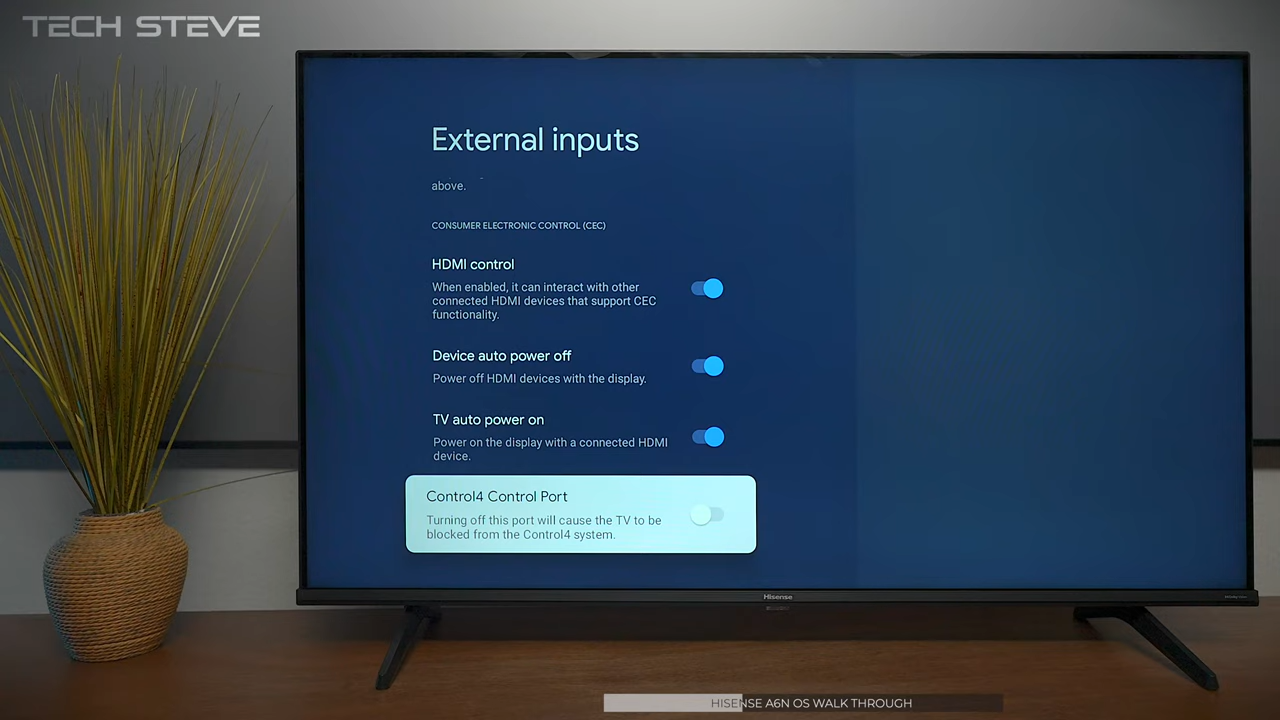 TECH STEVE
External inputs
above.
CONSUMER ELECTRONIC CONTROL (CEC)
HDMI control
When enabled, it can interact with other
connected HDMI devices that support CEC
functionality.
Device auto power off
Power off HDMI devices with the display.
TV auto power on
Power on the display with a connected HDMI
device.
Control4 Control Port
Turning off this port will cause the TV to be
blocked from the Control4 system.
Hisense
HISENSE A6N OS WALK THROUGH